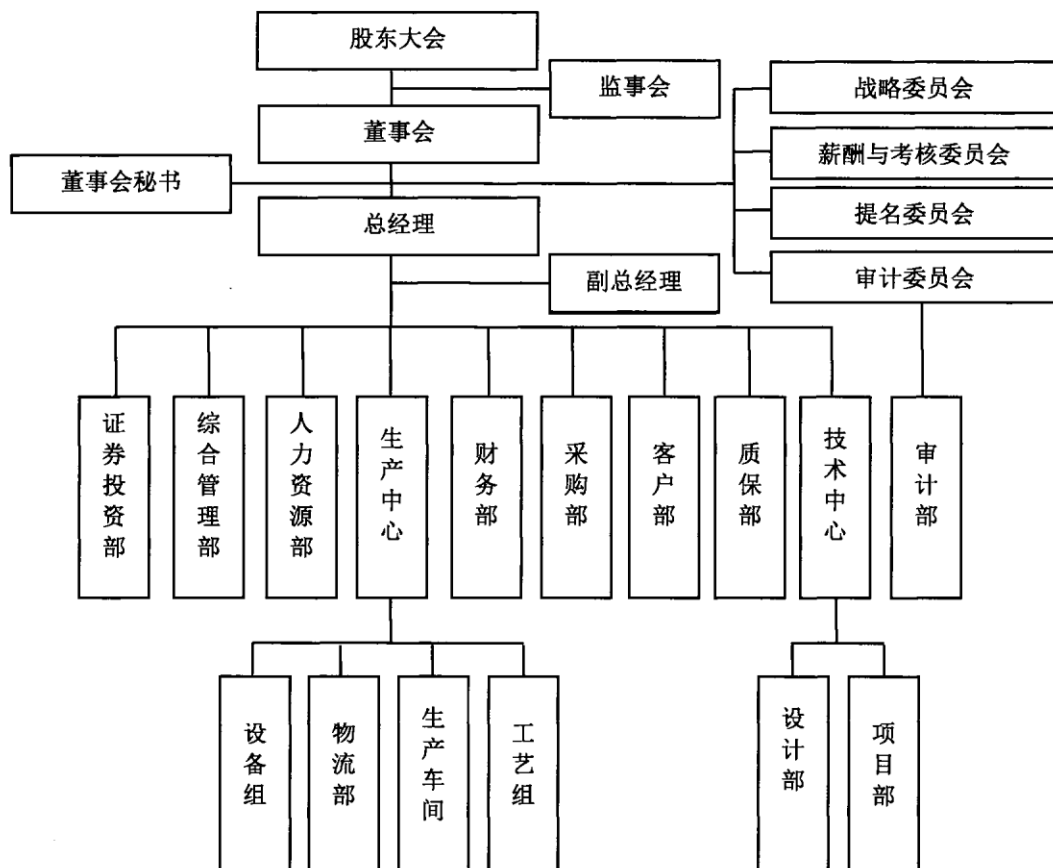 股东大会
监事会
战略委员会
董事会
薪酬与考核委员会
董事会秘书
提名委员会
总经理
副总经理
审计委员会
证券投资部
综合管理部
人力资源部
生产中心
财务部
采购部
客户部
质保部
技术中心
审计部
设备组
物流部
生产车间
工艺组
设计部
项目部